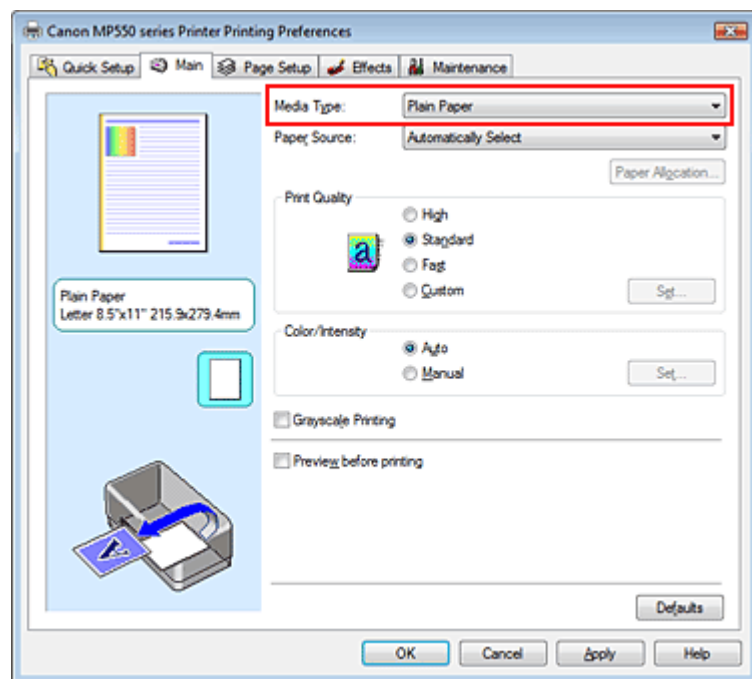 Canon MP550 series Printer Printing Preferences
Quick Setup Main Page Setup Effects Maintenance
Media Type: Plain Paper
Paper Source: Automatically Select
Paper Allocation...
Print Quality
High
a Standard
Fast
Custom Set...
Plain Paper
Letter 8.5"x11" 215.9x279.4mm
Color/Intensity
Auto
Manual Set...
Grayscale Printing
Preview before printing
A
Defaults
OK Cancel Apply Help